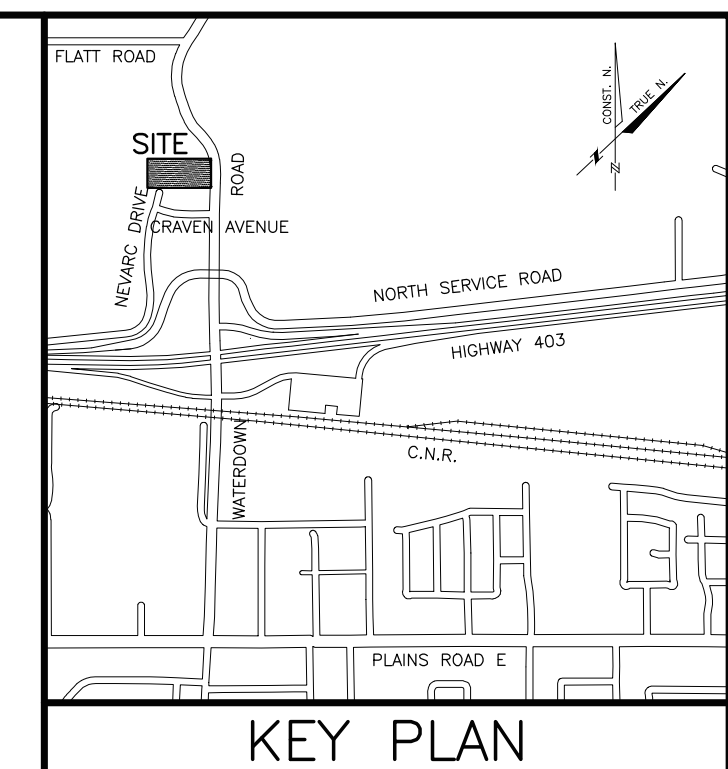 FLATT ROAD
CONST. N.
TRUE N.
SITE
ROAD
NEVARC DRIVE
CRAVEN AVENUE
NORTH SERVICE ROAD
HIGHWAY 403
WATERDOWN
C.N.R.
PLAINS ROAD E
KEY PLAN